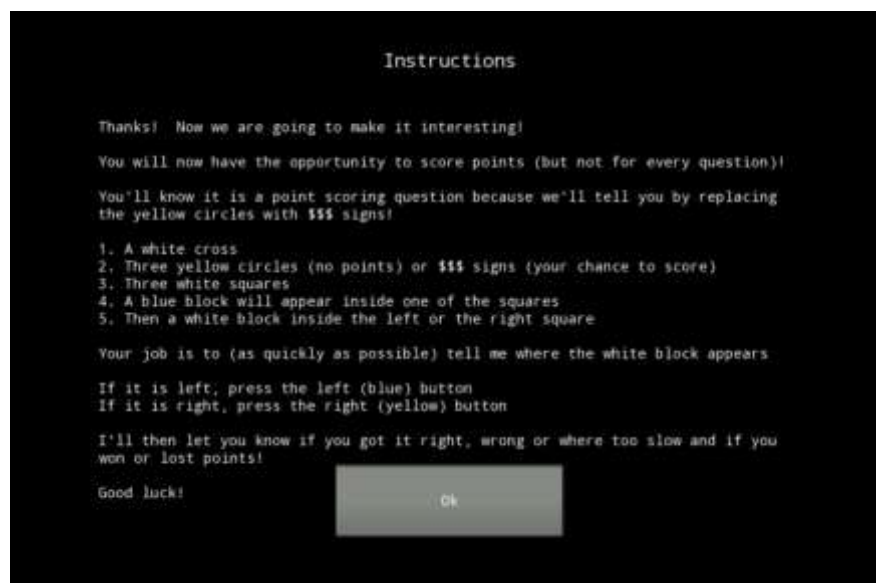 Instructions
Thanks!  Now we are going to make it interesting!
You will now have the opportunity to score points (but not for every question)!
You'll know it is a point scoring question because we'll tell you by replacing
the yellow circles with $$$ signs!
1. A white cross
2. Three yellow circles (no points) or $$$ signs (your chance to score)
3. Three white squares
4. A blue block will appear inside one of the squares
5. Then a white block inside the left or the right square
Your job is to (as quickly as possible) tell me where the white block appears
If it is left, press the left (blue) button
If it is right, press the right (yellow) button
I'll then let you know if you got it right, wrong or where too slow and if you
won or lost points!
Good luck!
Ok